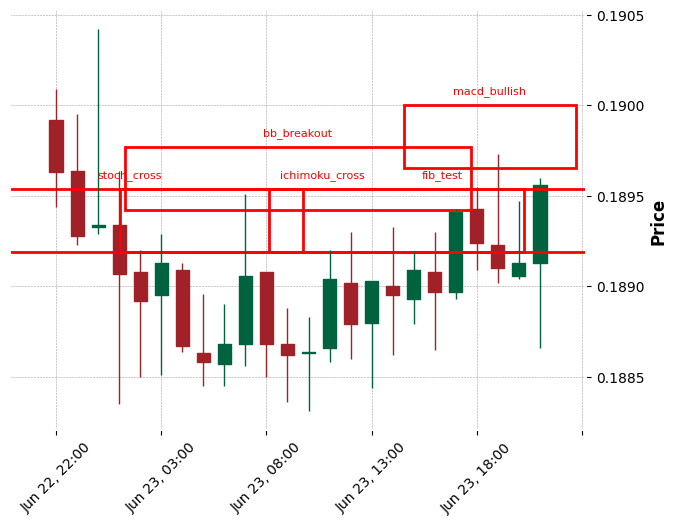 0.1905
macd_bullish
0.1900
bb_breakout
stoch_cross
ichimoku_cross
fib_test
0.1895
Price
0.1890
0.1885
Jun 22, 22:00
Jun 23, 03:00
Jun 23, 08:00
Jun 23, 13:00
Jun 23, 18:00